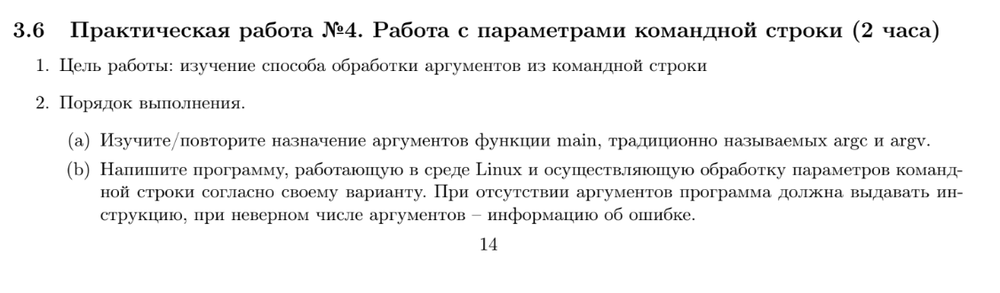 3.6 Практическая работа №4. Работа с параметрами командной строки (2 часа)
1. Цель работы: изучение способа обработки аргументов из командной строки
2. Порядок выполнения.
(a) Изучите/повторите назначение аргументов функции main, традиционно называемых argc и argv.
(b) Напишите программу, работающую в среде Linux и осуществляющую обработку параметров команд-
ной строки согласно своему варианту. При отсутствии аргументов программа должна выдавать ин-
струкцию, при неверном числе аргументов – информацию об ошибке.
14